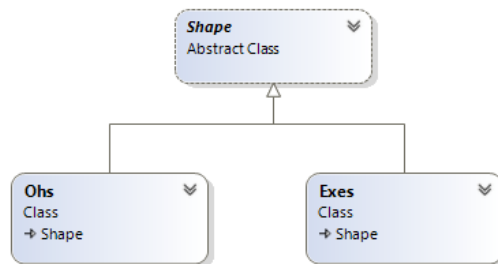 Shape
Abstract Class
Ohs
Class
Shape
Exes
Class
Shape